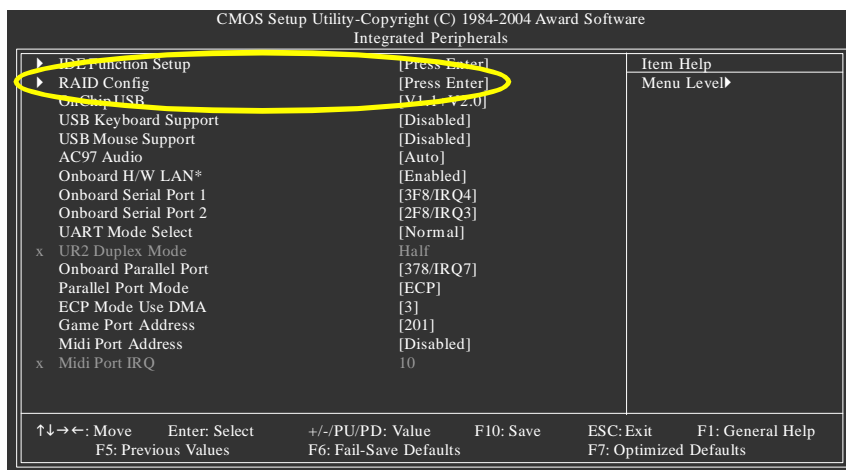 CMOS Setup Utility-Copyright (C) 1984-2004 Award Software
Integrated Peripherals
IDE Function Setup [Press Enter] Item Help
RAID Config [Press Enter] Menu Level
OnChip USB [V1.1+V2.0]
USB Keyboard Support [Disabled]
USB Mouse Support [Disabled]
AC97 Audio [Auto]
Onboard H/W LAN* [Enabled]
Onboard Serial Port 1 [3F8/IRQ4]
Onboard Serial Port 2 [2F8/IRQ3]
UART Mode Select [Normal]
x UR2 Duplex Mode Half
Onboard Parallel Port [378/IRQ7]
Parallel Port Mode [ECP]
ECP Mode Use DMA [3]
Game Port Address [201]
Midi Port Address [Disabled]
x Midi Port IRQ 10
↑↓→←: Move Enter: Select +/-/PU/PD: Value F10: Save ESC: Exit F1: General Help
F5: Previous Values F6: Fail-Save Defaults F7: Optimized Defaults